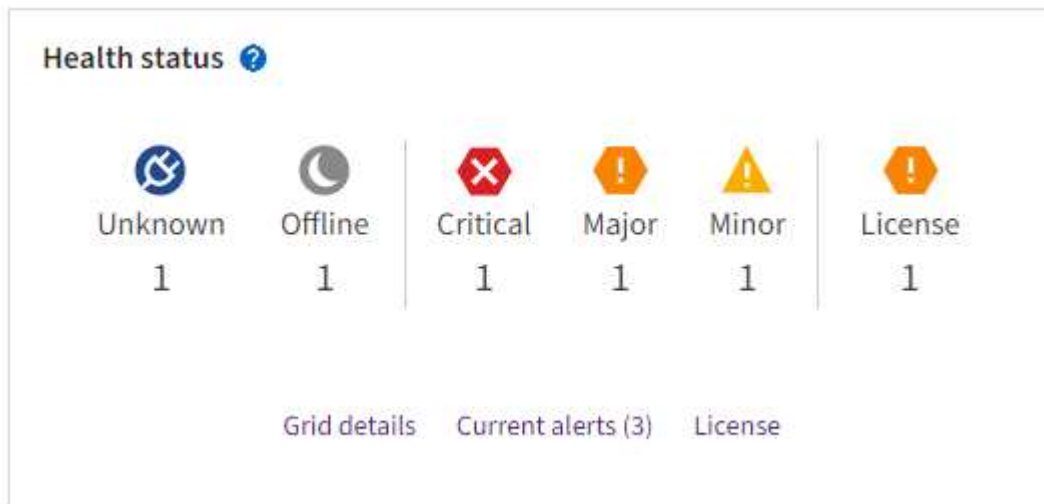 Health status ?
Unknown Offline Critical Major Minor License
1 1 1 1 1 1
Grid details Current alerts (3) License